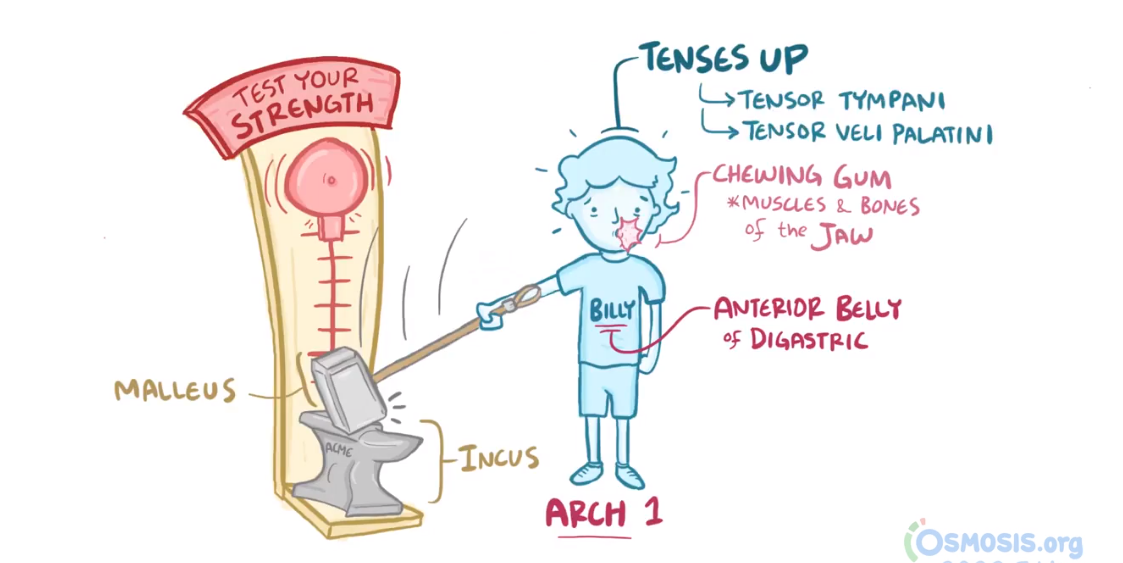 TEST YOUR
STRENGTH
TENSES UP
TENSOR TYMPANI
TENSOR VELI PALATINI
CHEWING GUM
*MUSCLES & BONES
of the JAW
BILLY
ANTERIOR BELLY
of DIGASTRIC
MALLEUS
ACME
INCUS
ARCH 1
OSMOSIS.org